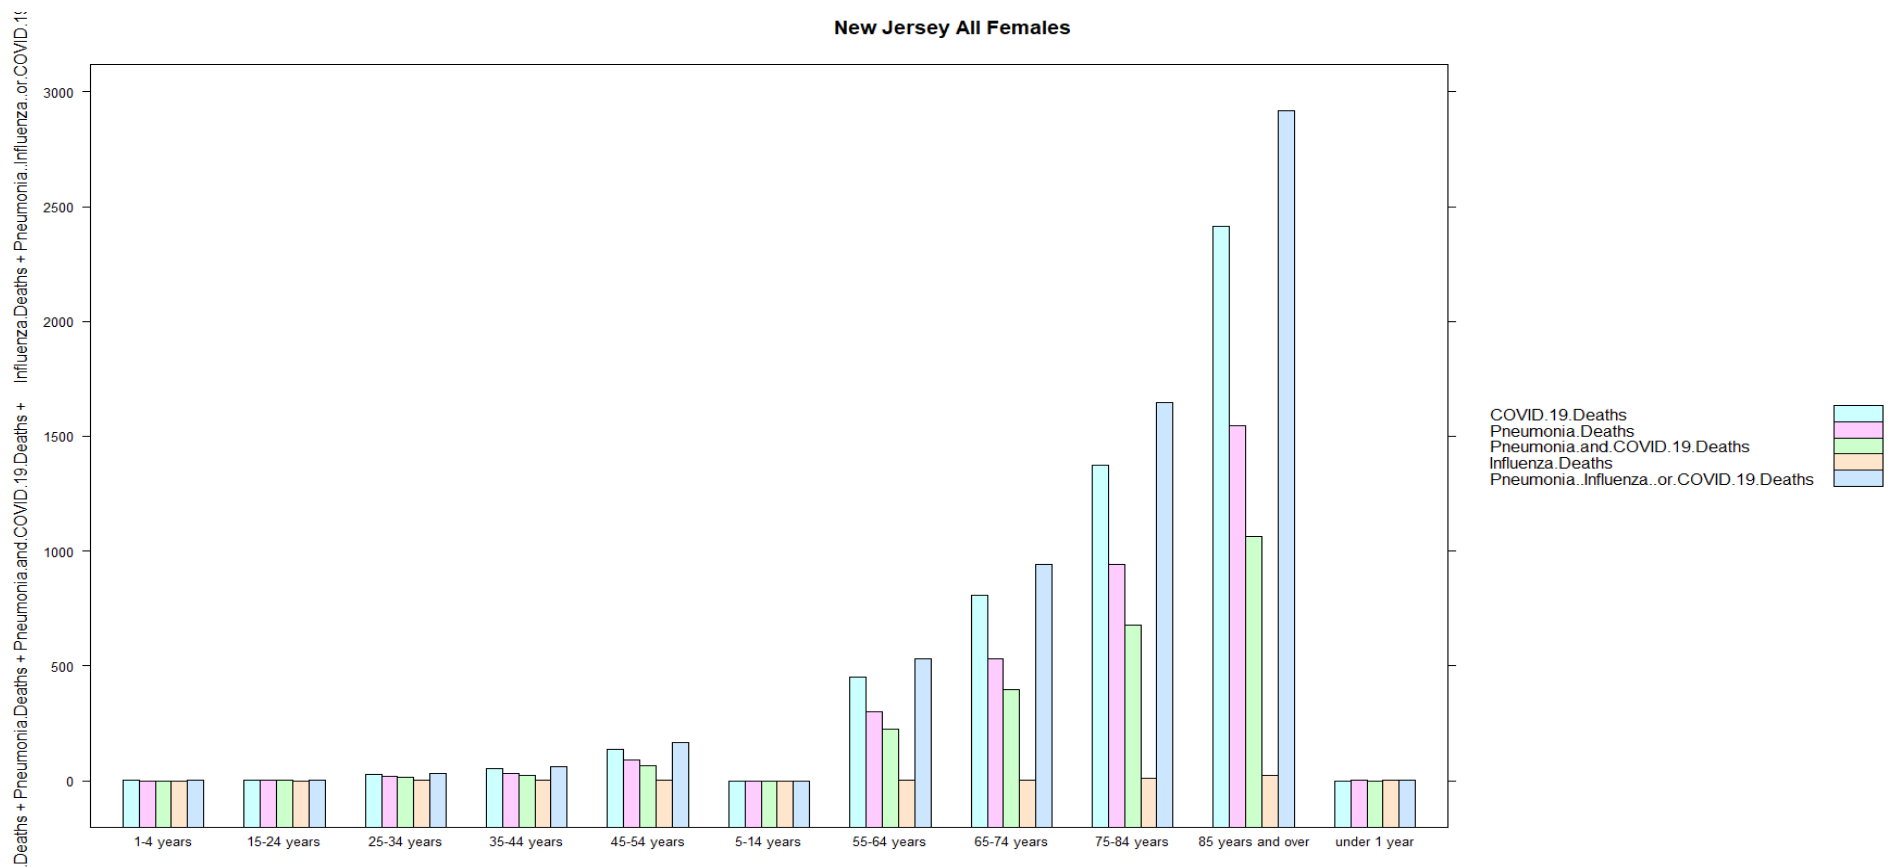 New Jersey All Females
.Deaths + Pneumonia.Deaths + Pneumonia.and.COVID.19.Deaths + Influenza.Deaths + Pneumonia..Influenza..or.COVID.19
3000
2500
2000
1500
1000
500
0
1-4 years
15-24 years
25-34 years
35-44 years
45-54 years
5-14 years
55-64 years
65-74 years
75-84 years
85 years and over
under 1 year
COVID.19.Deaths
Pneumonia.Deaths
Pneumonia.and.COVID.19.Deaths
Influenza.Deaths
Pneumonia..Influenza..or.COVID.19.Deaths